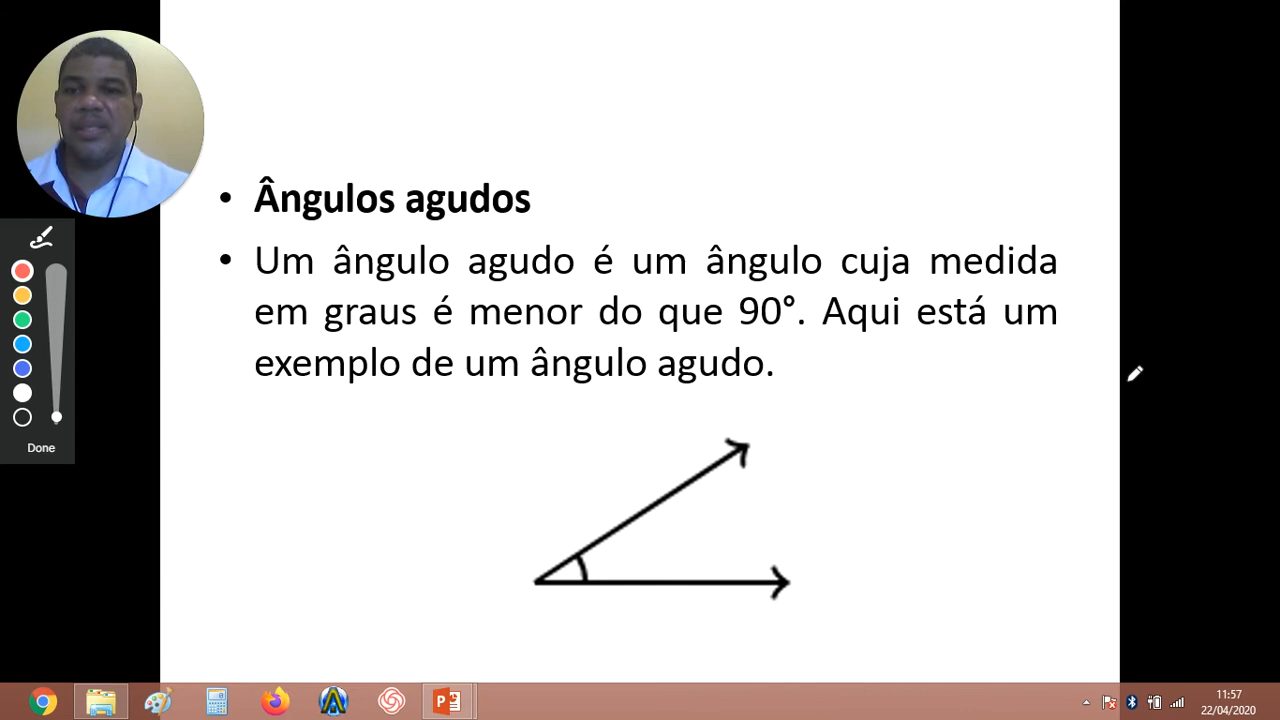 • Ângulos agudos
• Um ângulo agudo é um ângulo cuja medida
em graus é menor do que 90°. Aqui está um
exemplo de um ângulo agudo.
Done
11:57
22/04/2020